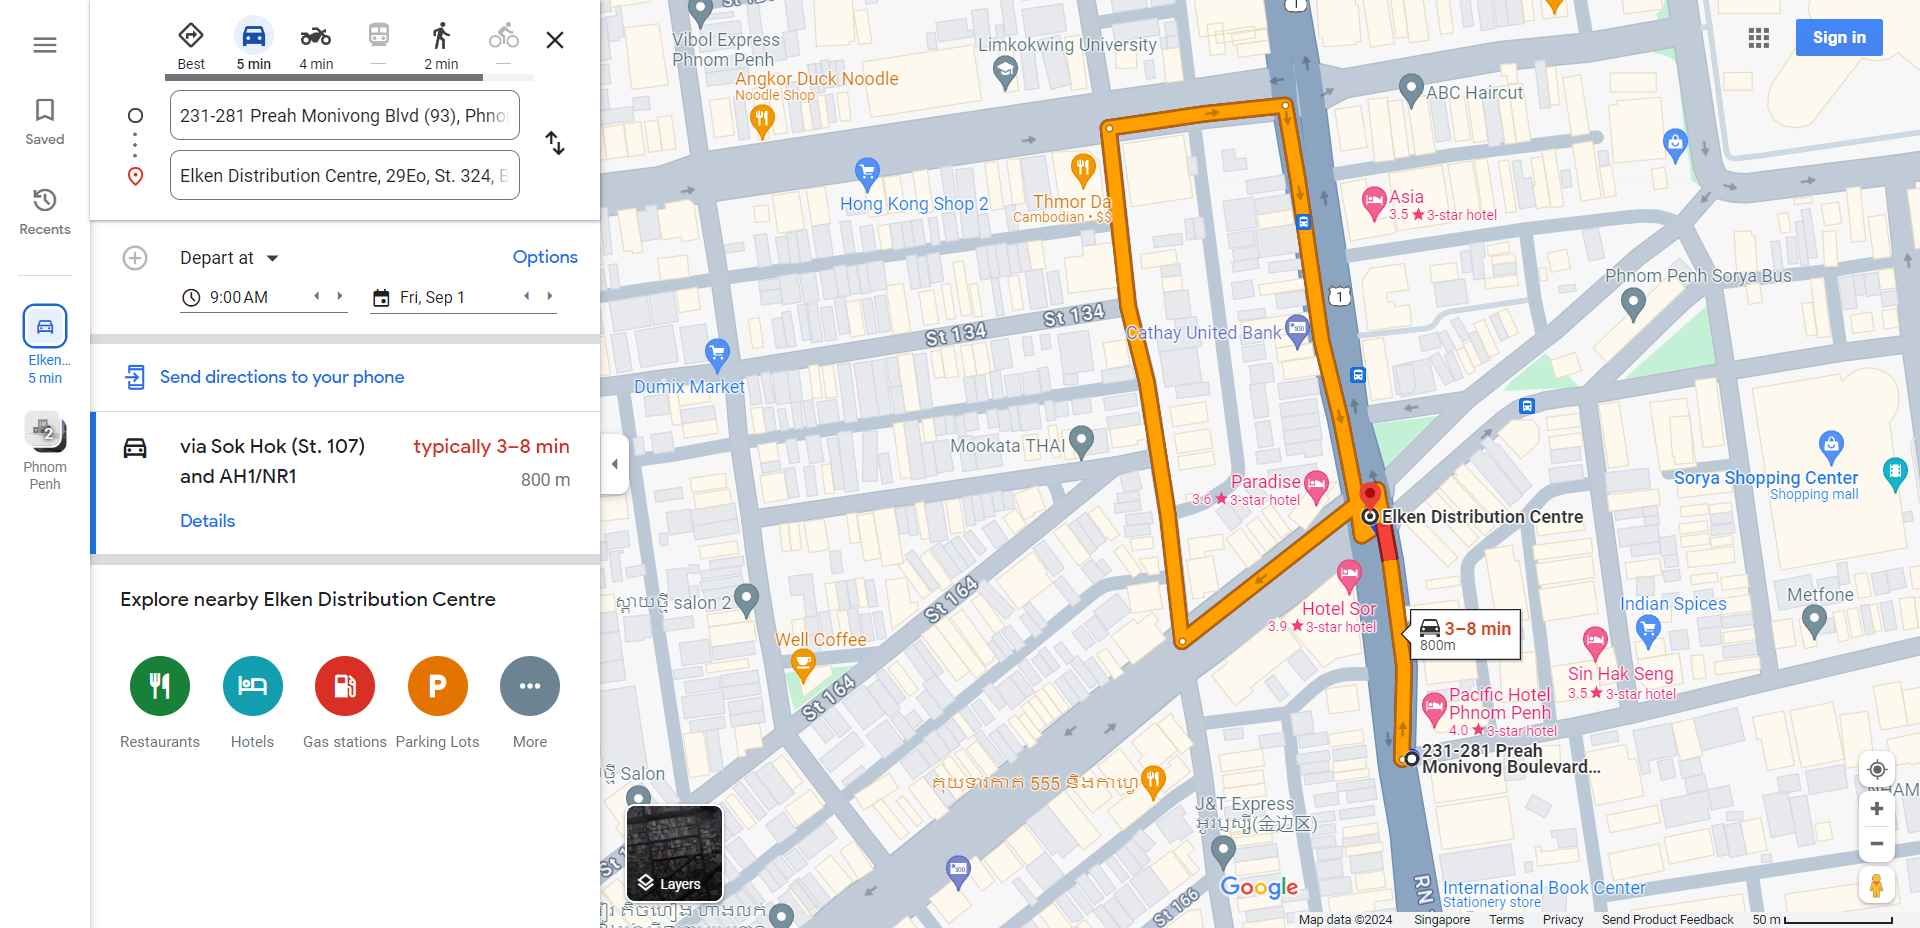 Best
5 min
4 min
—
2 min
—
231-281 Preah Monivong Blvd (93), Phno
Elken Distribution Centre, 29Eo, St. 324, B
Saved
Recents
Elken...
5 min
2
Phnom
Penh
Depart at
Options
9:00 AM
Fri, Sep 1
Send directions to your phone
via Sok Hok (St. 107)
and AH1/NR1
typically 3–8 min
800 m
Details
Explore nearby Elken Distribution Centre
Restaurants
Hotels
Gas stations
P
Parking Lots
More
Sign in
Vibol Express
Phnom Penh
Limkokwing University
Angkor Duck Noodle
Noodle Shop
ABC Haircut
1
Hong Kong Shop 2
Thmor Da
Cambodian • $$
Asia
3.5 ★ 3-star hotel
Phnom Penh Sorya Bus
1
St 134
St 134
Cathay United Bank
Dumix Market
Mookata THAI
Paradise
3.6 ★ 3-star hotel
Sorya Shopping Center
Shopping mall
Elken Distribution Centre
Hotel Sor
3.9 ★ 3-star hotel
St 164
salon 2
Well Coffee
St 164
3–8 min
800m
Indian Spices
Metfone
Sin Hak Seng
3.5 ★ 3-star hotel
Pacific Hotel
Phnom Penh
4.0 ★ 3-star hotel
231-281 Preah
Monivong Boulevard...
Salon
555
J&T Express
(金边区)
Layers
St 166
Google
RN
International Book Center
Stationery store
Map data ©2024
Singapore
Terms
Privacy
Send Product Feedback
50 m